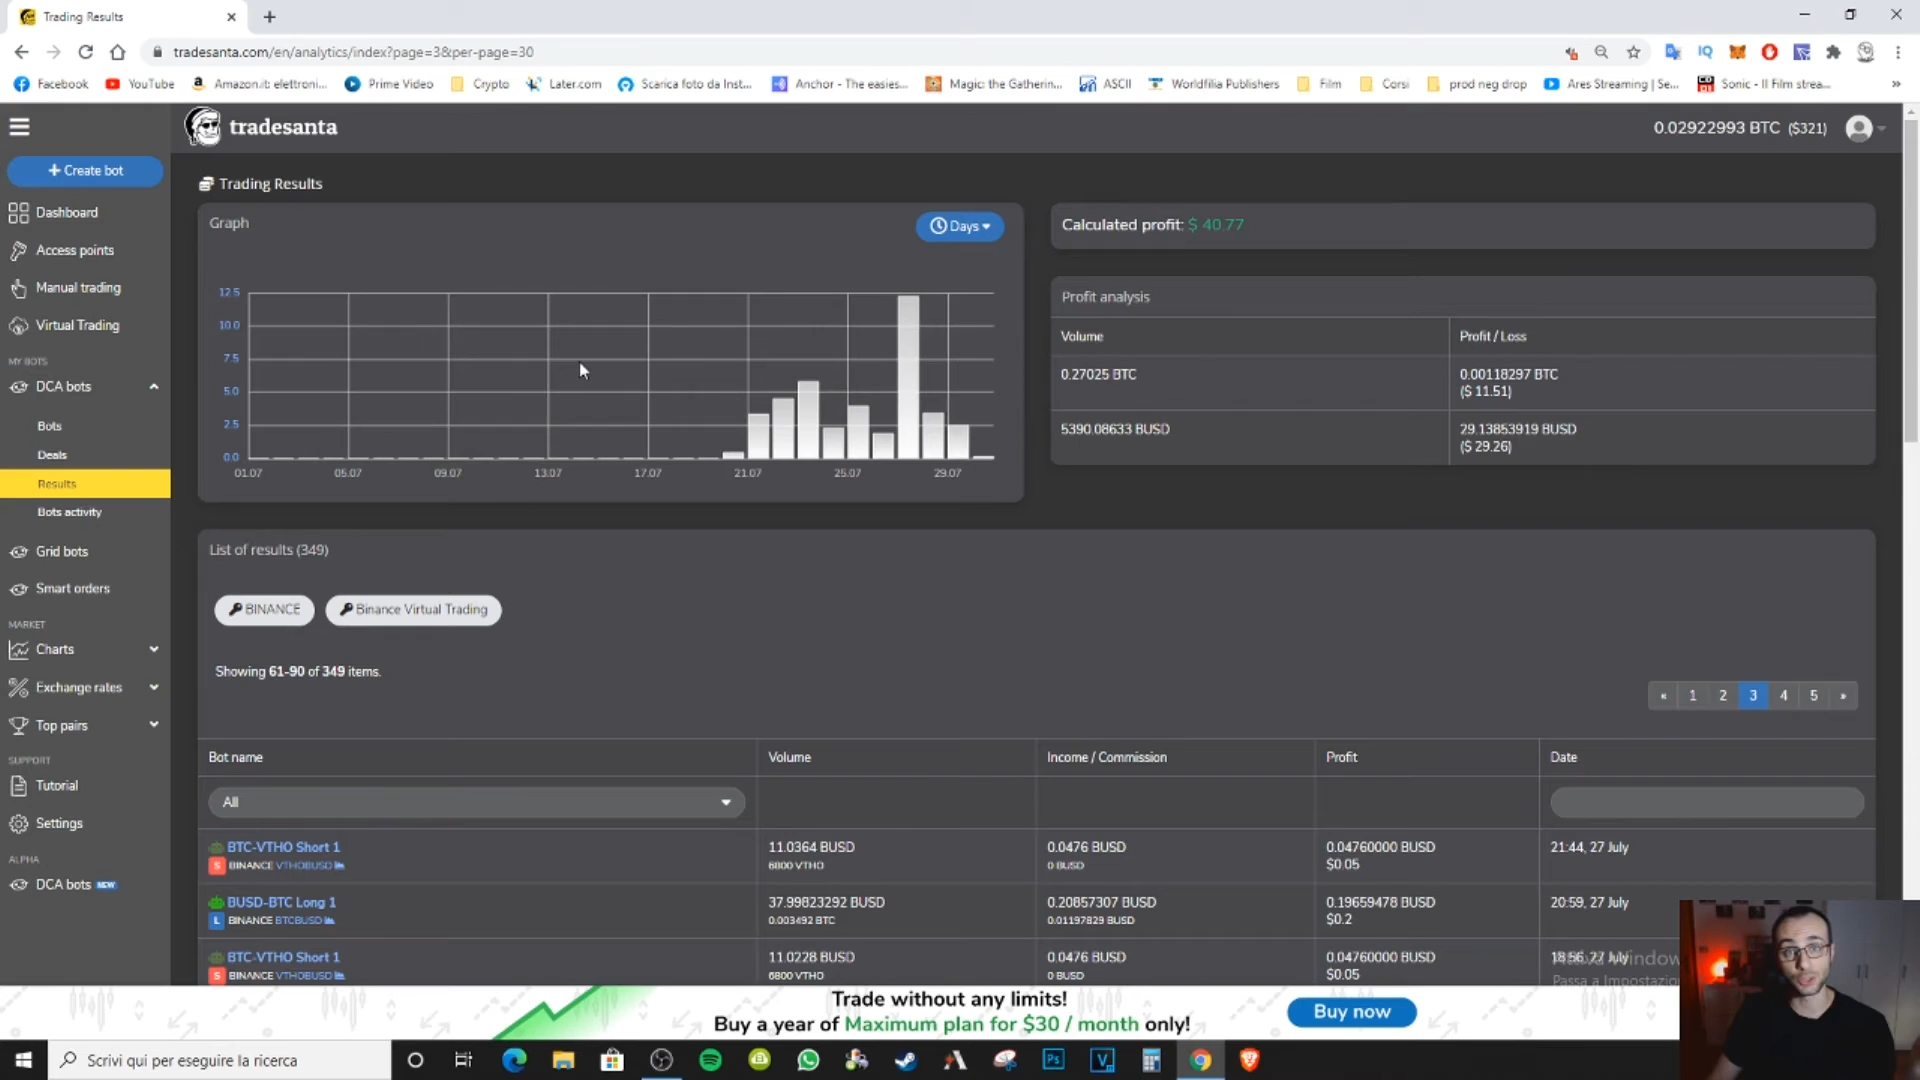 Trading Results
tradesanta.com/en/analytics/index?page=3&per-page=30
Facebook YouTube Amazon.it: elettroni... Prime Video Crypto Later.com Scarica foto da Inst... Anchor - The easies... Magic: the Gatherin... ASCII Worldfilia Publishers Film Corsi prod neg drop Ares Streaming | Se... Sonic - Il Film strea... »
tradesanta
0.02922993 BTC ($321)
+ Create bot
Dashboard
Access points
Manual trading
Virtual Trading
MY BOTS
DCA bots
Bots
Deals
Results
Bots activity
Grid bots
Smart orders
MARKET
Charts
Exchange rates
Top pairs
SUPPORT
Tutorial
Settings
ALPHA
DCA bots NEW
Trading Results
Graph
Days
12.5
10.0
7.5
5.0
2.5
0.0
01.07 05.07 09.07 13.07 17.07 21.07 25.07 29.07
Calculated profit: $ 40.77
Profit analysis
Volume Profit / Loss
0.27025 BTC 0.00118297 BTC
($ 11.51)
5390.08633 BUSD 29.13853919 BUSD
($ 29.26)
List of results (349)
BINANCE Binance Virtual Trading
Showing 61-90 of 349 items.
« 1 2 3 4 5 »
Bot name Volume Income / Commission Profit Date
All
BTC-VTHO Short 1 11.0364 BUSD 0.0476 BUSD 0.04760000 BUSD 21:44, 27 July
S BINANCE VTHOBUSD 6800 VTHO 0 BUSD $0.05
BUSD-BTC Long 1 37.99823292 BUSD 0.20857307 BUSD 0.19659478 BUSD 20:59, 27 July
L BINANCE BTCBUSD 0.003492 BTC 0.01197829 BUSD $0.2
BTC-VTHO Short 1 11.0228 BUSD 0.0476 BUSD 0.04760000 BUSD 18:56, 27 July
S BINANCE VTHOBUSD 6800 VTHO 0 BUSD $0.05
Passa a Impostazio
Trade without any limits!
Buy a year of Maximum plan for $30 / month only!
Buy now
Scrivi qui per eseguire la ricerca